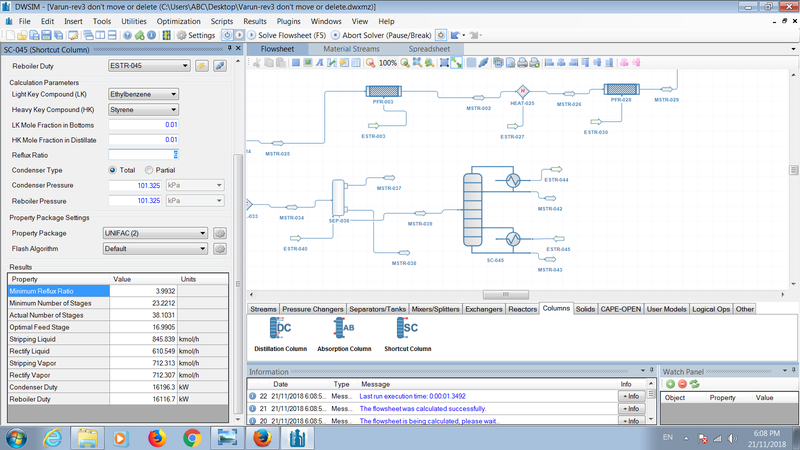 DWSIM - [Varun-rev3 don't move or delete (C:\Users\ABC\Desktop\Varun-rev3 don't move or delete.dwxmz)]
File Edit Insert Tools Utilities Optimization Scripts Results Plugins Windows View Help
Settings Solve Flowsheet (F5) Abort Solver (Pause/Break)
SC-045 (Shortcut Column)
Reboiler Duty ESTR-045
Calculation Parameters
Light Key Compound (LK) Ethylbenzene
Heavy Key Compound (HK) Styrene
LK Mole Fraction in Bottoms 0.01
HK Mole Fraction in Distillate 0.01
Reflux Ratio
Condenser Type Total Partial
Condenser Pressure 101.325 kPa
Reboiler Pressure 101.325 kPa
Property Package Settings
Property Package UNIFAC (2)
Flash Algorithm Default
Results
Property Value Units
Minimum Reflux Ratio 3.9932
Minimum Number of Stages 23.2212
Actual Number of Stages 38.1031
Optimal Feed Stage 16.9905
Stripping Liquid 845.839 kmol/h
Rectify Liquid 610.549 kmol/h
Stripping Vapor 712.313 kmol/h
Rectify Vapor 712.307 kmol/h
Condenser Duty 16196.3 kW
Reboiler Duty 16116.7 kW
Flowsheet Material Streams Spreadsheet
100%
PFR-003
MSTR-002
HEAT-025
MSTR-026
PFR-028
MSTR-029
ESTR-003
ESTR-027
ESTR-030
MSTR-025
MSTR-037
ESTR-044
MSTR-042
-033
MSTR-034
SEP-036
MSTR-039
ESTR-040
MSTR-038
ESTR-045
SC-045
MSTR-043
Streams Pressure Changers Separators/Tanks Mixers/Splitters Exchangers Reactors Columns Solids CAPE-OPEN User Models Logical Ops Other
DC AB SC
Distillation Column Absorption Column Shortcut Column
Information
Date Type Message Info
22 21/11/2018 6:08:5... Mess... Last run execution time: 0:00:01.3492 + Info
21 21/11/2018 6:08:5... Mess... The flowsheet was calculated successfully. + Info
20 21/11/2018 6:08:5... Mess... The flowsheet is being calculated, please wait... + Info
Watch Panel
Object Property Value
EN
6:08 PM
21/11/2018